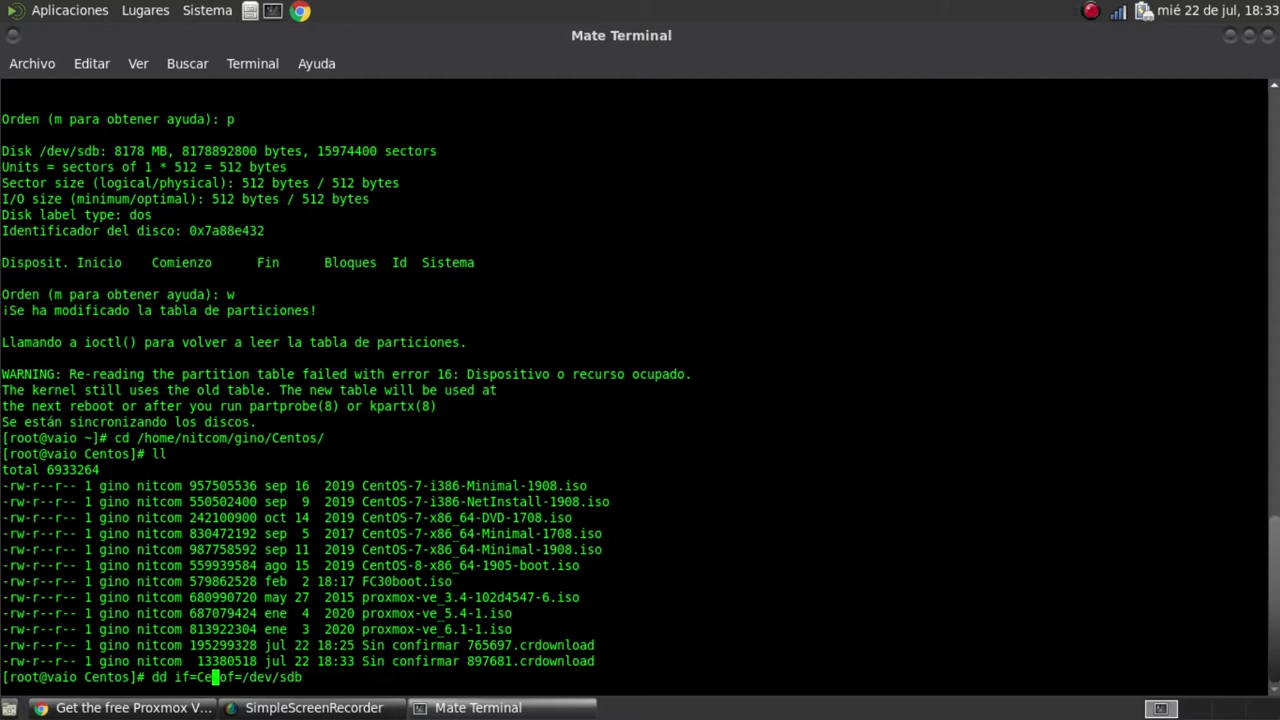 Aplicaciones Lugares Sistema mié 22 de jul, 18:33
Mate Terminal
Archivo Editar Ver Buscar Terminal Ayuda
Orden (m para obtener ayuda): p
Disk /dev/sdb: 8178 MB, 8178892800 bytes, 15974400 sectors
Units = sectors of 1 * 512 = 512 bytes
Sector size (logical/physical): 512 bytes / 512 bytes
I/O size (minimum/optimal): 512 bytes / 512 bytes
Disk label type: dos
Identificador del disco: 0x7a88e432
Disposit. Inicio Comienzo Fin Bloques Id Sistema
Orden (m para obtener ayuda): w
¡Se ha modificado la tabla de particiones!
Llamando a ioctl() para volver a leer la tabla de particiones.
WARNING: Re-reading the partition table failed with error 16: Dispositivo o recurso ocupado.
The kernel still uses the old table. The new table will be used at
the next reboot or after you run partprobe(8) or kpartx(8)
Se están sincronizando los discos.
[root@vaio ~]# cd /home/nitcom/gino/Centos/
[root@vaio Centos]# ll
total 6933264
-rw-r--r-- 1 gino nitcom 957505536 sep 16 2019 CentOS-7-i386-Minimal-1908.iso
-rw-r--r-- 1 gino nitcom 550502400 sep 9 2019 CentOS-7-i386-NetInstall-1908.iso
-rw-r--r-- 1 gino nitcom 242100900 oct 14 2019 CentOS-7-x86_64-DVD-1708.iso
-rw-r--r-- 1 gino nitcom 830472192 sep 5 2017 CentOS-7-x86_64-Minimal-1708.iso
-rw-r--r-- 1 gino nitcom 987758592 sep 11 2019 CentOS-7-x86_64-Minimal-1908.iso
-rw-r--r-- 1 gino nitcom 559939584 ago 15 2019 CentOS-8-x86_64-1905-boot.iso
-rw-r--r-- 1 gino nitcom 579862528 feb 2 18:17 FC30boot.iso
-rw-r--r-- 1 gino nitcom 680990720 may 27 2015 proxmox-ve_3.4-102d4547-6.iso
-rw-r--r-- 1 gino nitcom 687079424 ene 4 2020 proxmox-ve_5.4-1.iso
-rw-r--r-- 1 gino nitcom 813922304 ene 3 2020 proxmox-ve_6.1-1.iso
-rw-r--r-- 1 gino nitcom 195299328 jul 22 18:25 Sin confirmar 765697.crdownload
-rw-r--r-- 1 gino nitcom 13380518 jul 22 18:33 Sin confirmar 897681.crdownload
[root@vaio Centos]# dd if=Ce of=/dev/sdb
Get the free Proxmox V... SimpleScreenRecorder Mate Terminal